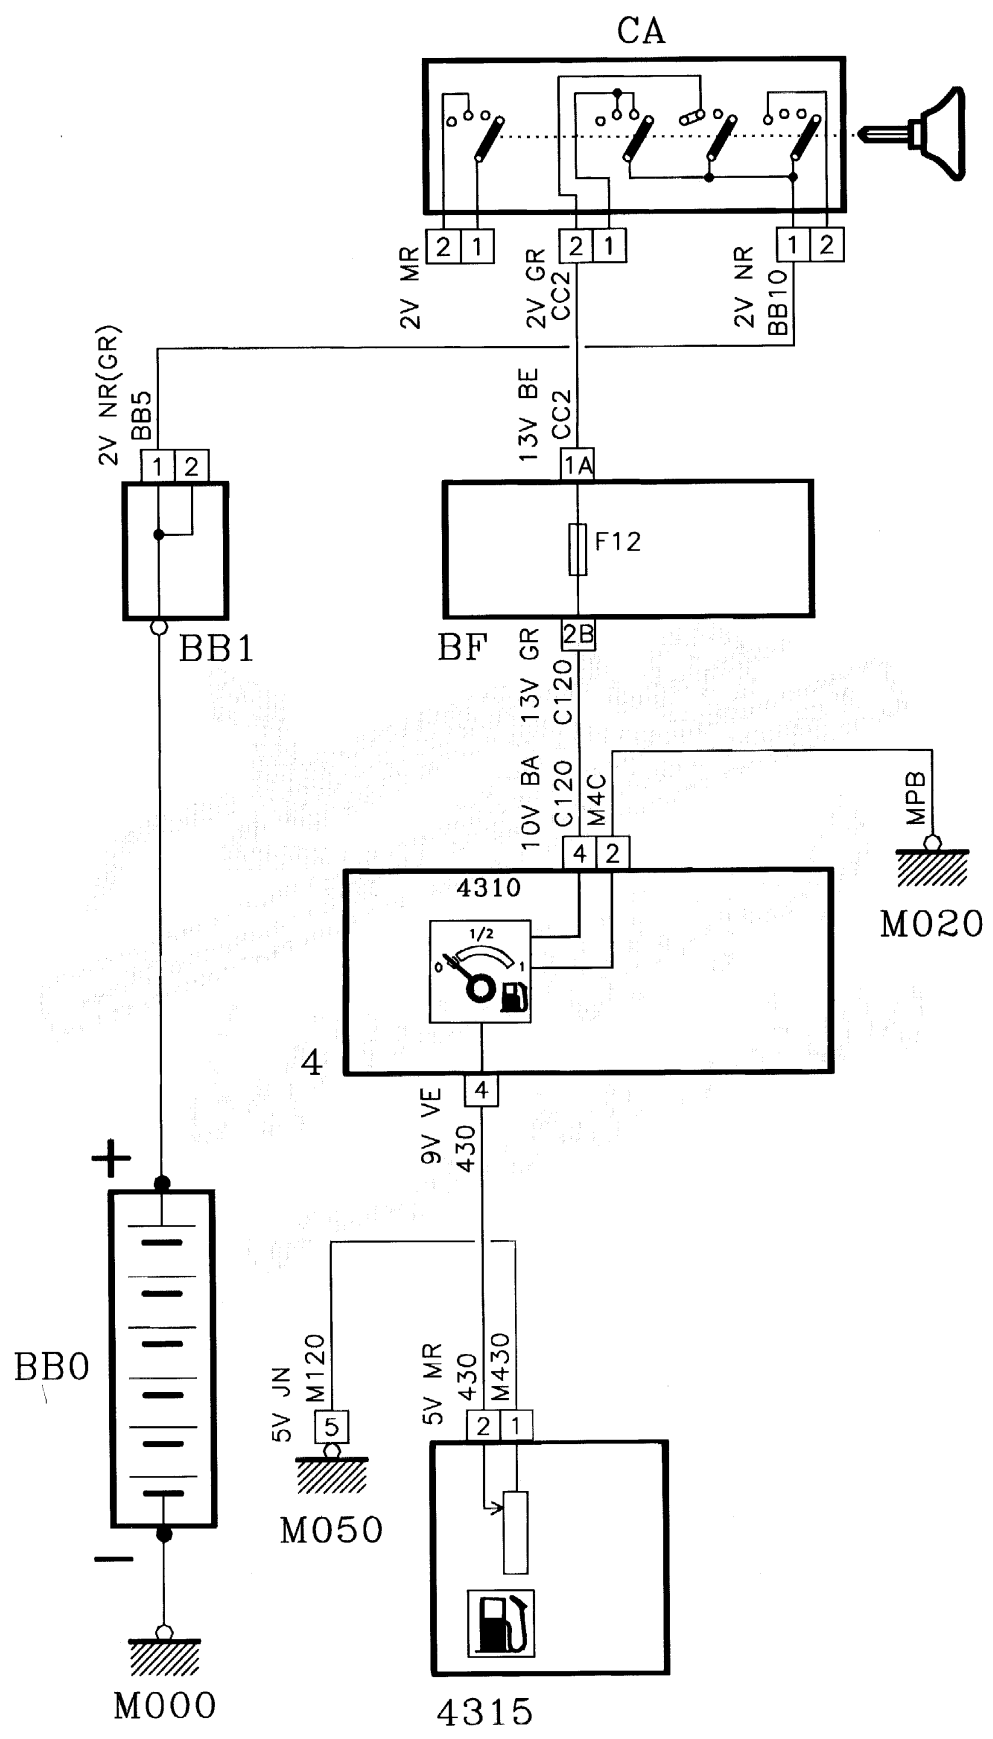 CA
2 1
2 1
1 2
2V MR
2V GR
CC2
2V NR
BB10
2V NR(GR)
BB5
13V BE
CC2
1 2
1A
F12
BB1
BF
2B
13V GR
C120
10V BA
C120
M4C
MPB
4 2
M020
4310
1/2
0
1
4
4
9V VE
430
+
BB0
5V JN
M120
5V MR
430
M430
5
2 1
M050
−
M000
4315